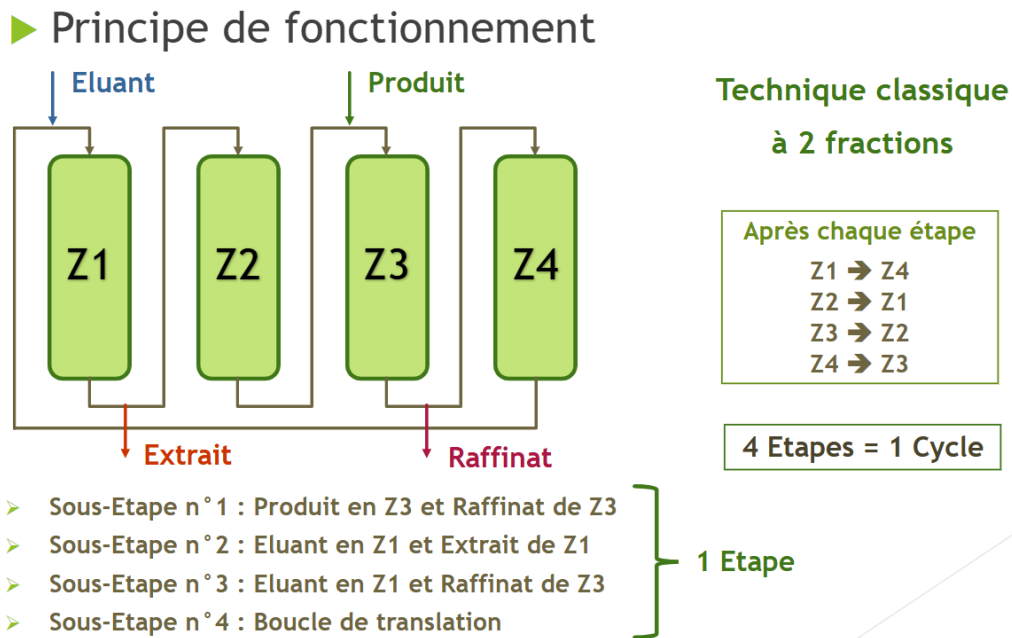 Principe de fonctionnement
Eluant
Produit
Z1
Z2
Z3
Z4
Extrait
Raffinat
Technique classique
à 2 fractions
Après chaque étape
Z1 → Z4
Z2 → Z1
Z3 → Z2
Z4 → Z3
4 Etapes = 1 Cycle
Sous-Etape n°1 : Produit en Z3 et Raffinat de Z3
Sous-Etape n°2 : Eluant en Z1 et Extrait de Z1
Sous-Etape n°3 : Eluant en Z1 et Raffinat de Z3
Sous-Etape n°4 : Boucle de translation
1 Etape